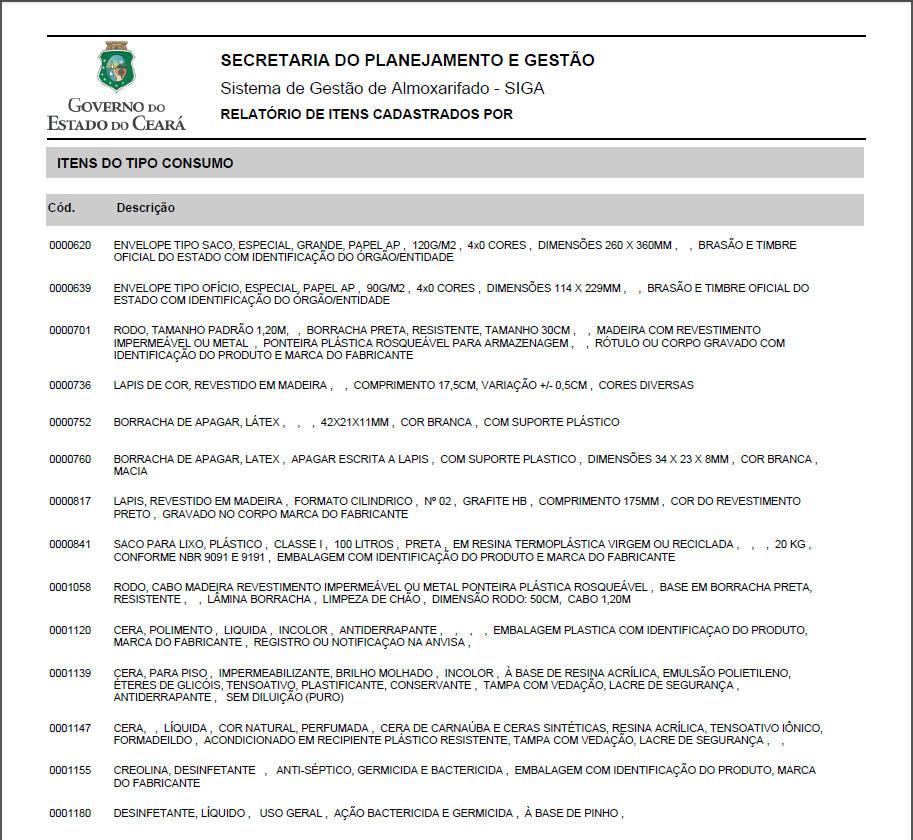 SECRETARIA DO PLANEJAMENTO E GESTÃO
Sistema de Gestão de Almoxarifado - SIGA
GOVERNO DO
ESTADO DO CEARÁ
RELATÓRIO DE ITENS CADASTRADOS POR
ITENS DO TIPO CONSUMO
Cód. Descrição
0000620 ENVELOPE TIPO SACO, ESPECIAL, GRANDE, PAPEL AP , 120G/M2 , 4x0 CORES , DIMENSÕES 260 X 360MM , , BRASÃO E TIMBRE
OFICIAL DO ESTADO COM IDENTIFICAÇÃO DO ÓRGÃO/ENTIDADE
0000639 ENVELOPE TIPO OFÍCIO, ESPECIAL, PAPEL AP , 90G/M2 , 4x0 CORES , DIMENSÕES 114 X 229MM , , BRASÃO E TIMBRE OFICIAL DO
ESTADO COM IDENTIFICAÇÃO DO ÓRGÃO/ENTIDADE
0000701 RODO, TAMANHO PADRÃO 1,20M, , BORRACHA PRETA, RESISTENTE, TAMANHO 30CM , , MADEIRA COM REVESTIMENTO
IMPERMEÁVEL OU METAL , PONTEIRA PLÁSTICA ROSQUEÁVEL PARA ARMAZENAGEM , , RÓTULO OU CORPO GRAVADO COM
IDENTIFICAÇÃO DO PRODUTO E MARCA DO FABRICANTE
0000736 LAPIS DE COR, REVESTIDO EM MADEIRA , , COMPRIMENTO 17,5CM, VARIAÇÃO +/- 0,5CM , CORES DIVERSAS
0000752 BORRACHA DE APAGAR, LÁTEX , , , 42X21X11MM , COR BRANCA , COM SUPORTE PLÁSTICO
0000760 BORRACHA DE APAGAR, LATEX , APAGAR ESCRITA A LAPIS , COM SUPORTE PLASTICO , DIMENSÕES 34 X 23 X 8MM , COR BRANCA ,
MACIA
0000817 LAPIS, REVESTIDO EM MADEIRA , FORMATO CILINDRICO , Nº 02 , GRAFITE HB , COMPRIMENTO 175MM , COR DO REVESTIMENTO
PRETO , GRAVADO NO CORPO MARCA DO FABRICANTE
0000841 SACO PARA LIXO, PLÁSTICO , CLASSE I , 100 LITROS , PRETA , EM RESINA TERMOPLÁSTICA VIRGEM OU RECICLADA , , , 20 KG ,
CONFORME NBR 9091 E 9191 , EMBALAGEM COM IDENTIFICAÇÃO DO PRODUTO E MARCA DO FABRICANTE
0001058 RODO, CABO MADEIRA REVESTIMENTO IMPERMEÁVEL OU METAL PONTEIRA PLÁSTICA ROSQUEÁVEL , BASE EM BORRACHA PRETA,
RESISTENTE , , LÂMINA BORRACHA , LIMPEZA DE CHÃO , DIMENSÃO RODO: 50CM, CABO 1,20M
0001120 CERA, POLIMENTO , LIQUIDA , INCOLOR , ANTIDERRAPANTE , , , , EMBALAGEM PLASTICA COM IDENTIFICAÇAO DO PRODUTO,
MARCA DO FABRICANTE , REGISTRO OU NOTIFICAÇAO NA ANVISA ,
0001139 CERA, PARA PISO , IMPERMEABILIZANTE, BRILHO MOLHADO , INCOLOR , À BASE DE RESINA ACRÍLICA, EMULSÃO POLIETILENO,
ÉTERES DE GLICÓIS, TENSOATIVO, PLASTIFICANTE, CONSERVANTE , TAMPA COM VEDAÇÃO, LACRE DE SEGURANÇA ,
ANTIDERRAPANTE , SEM DILUIÇÃO (PURO)
0001147 CERA, , LÍQUIDA , COR NATURAL, PERFUMADA , CERA DE CARNAÚBA E CERAS SINTÉTICAS, RESINA ACRÍLICA, TENSOATIVO IÔNICO,
FORMADEILDO , ACONDICIONADO EM RECIPIENTE PLÁSTICO RESISTENTE, TAMPA COM VEDAÇÃO, LACRE DE SEGURANÇA , ,
0001155 CREOLINA, DESINFETANTE , ANTI-SÉPTICO, GERMICIDA E BACTERICIDA , EMBALAGEM COM IDENTIFICAÇÃO DO PRODUTO, MARCA
DO FABRICANTE
0001180 DESINFETANTE, LÍQUIDO , USO GERAL , AÇÃO BACTERICIDA E GERMICIDA , À BASE DE PINHO ,